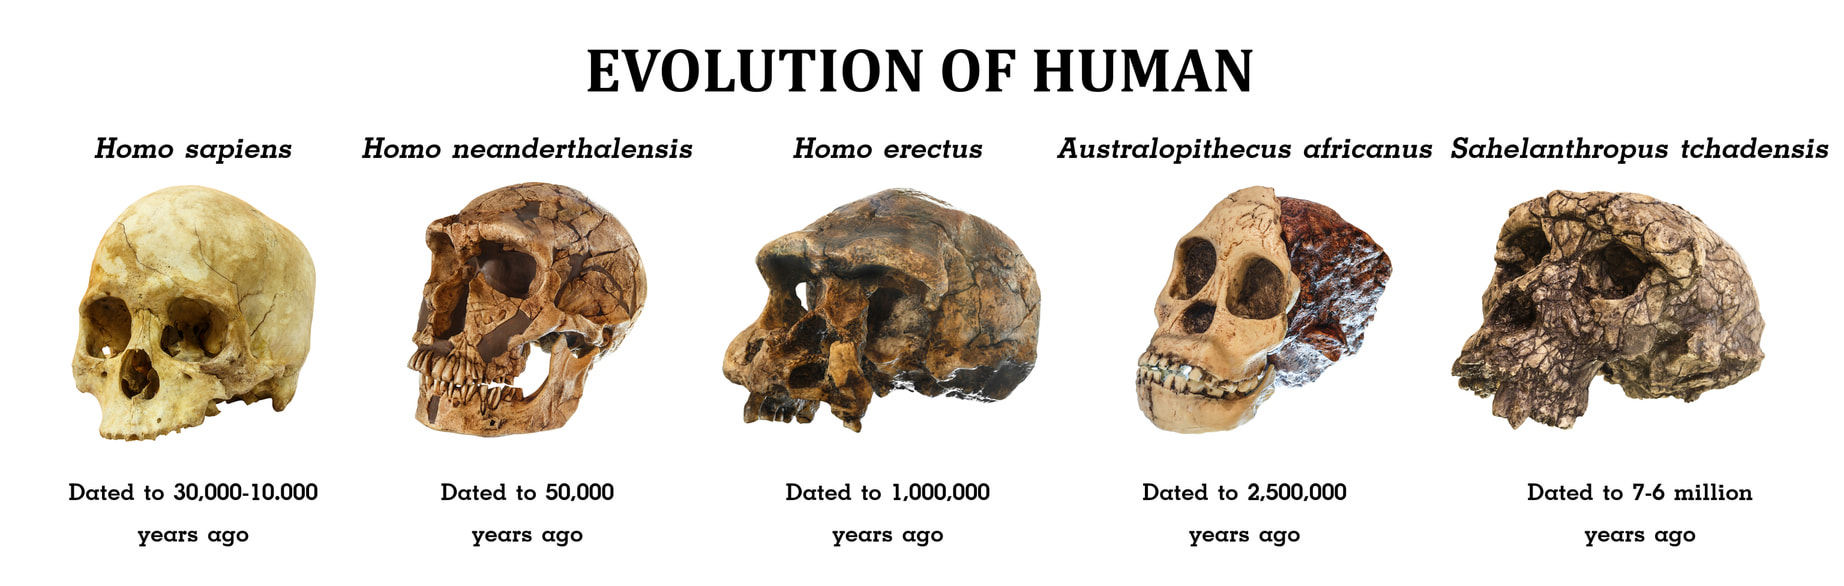 EVOLUTION OF HUMAN
Homo sapiens
Homo neanderthalensis
Homo erectus
Australopithecus africanus
Sahelanthropus tchadensis
Dated to 30,000-10.000
years ago
Dated to 50,000
years ago
Dated to 1,000,000
years ago
Dated to 2,500,000
years ago
Dated to 7-6 million
years ago